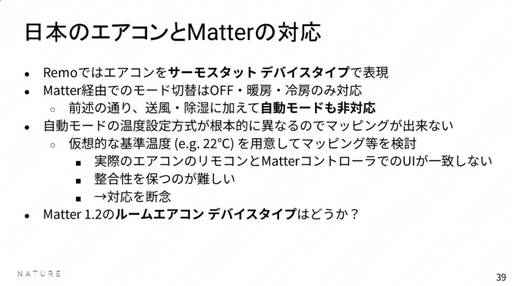 日本のエアコンとMatterの対応
● Remoではエアコンをサーモスタット デバイスタイプで表現
● Matter経由でのモード切替はOFF・暖房・冷房のみ対応
○ 前述の通り、送風・除湿に加えて自動モードも非対応
● 自動モードの温度設定方式が根本的に異なるのでマッピングが出来ない
○ 仮想的な基準温度 (e.g. 22℃) を用意してマッピング等を検討
■ 実際のエアコンのリモコンとMatterコントローラでのUIが一致しない
■ 整合性を保つのが難しい
■ →対応を断念
● Matter 1.2のルームエアコン デバイスタイプはどうか？
NATURE
39